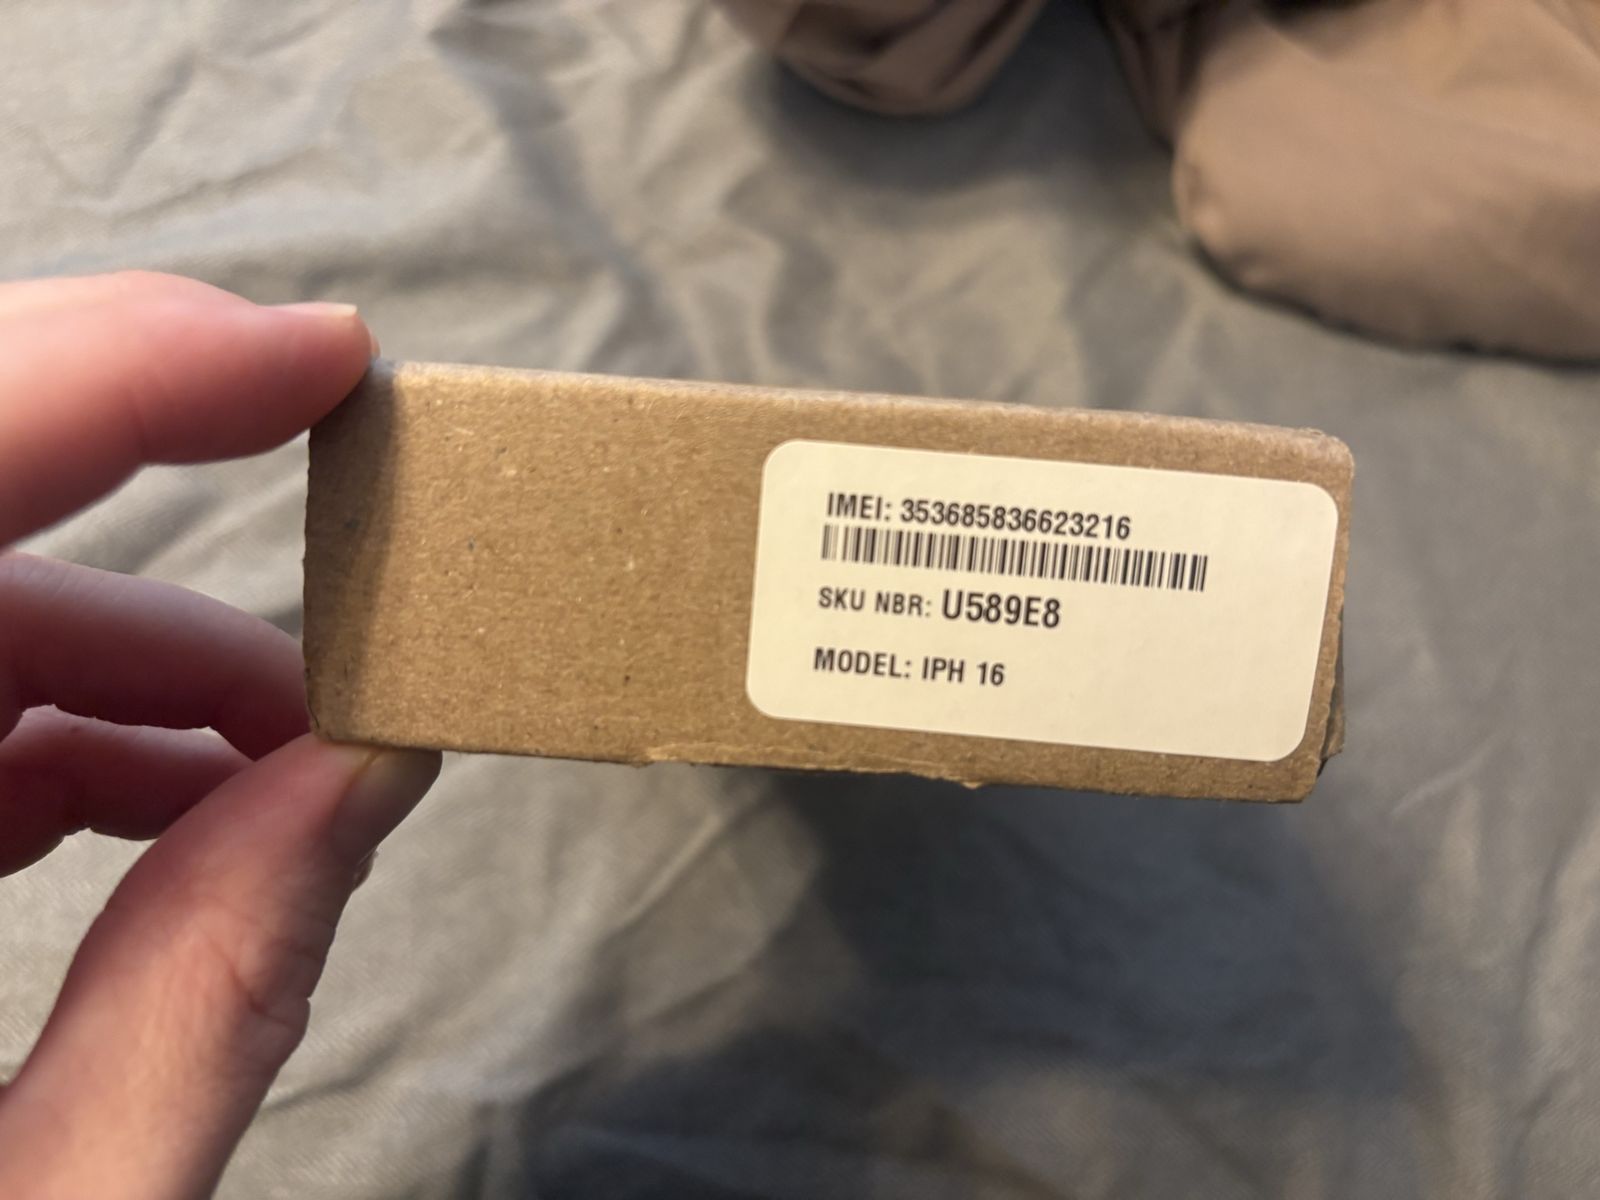 IMEI: 353685836623216
SKU NBR: U589E8
MODEL: IPH 16